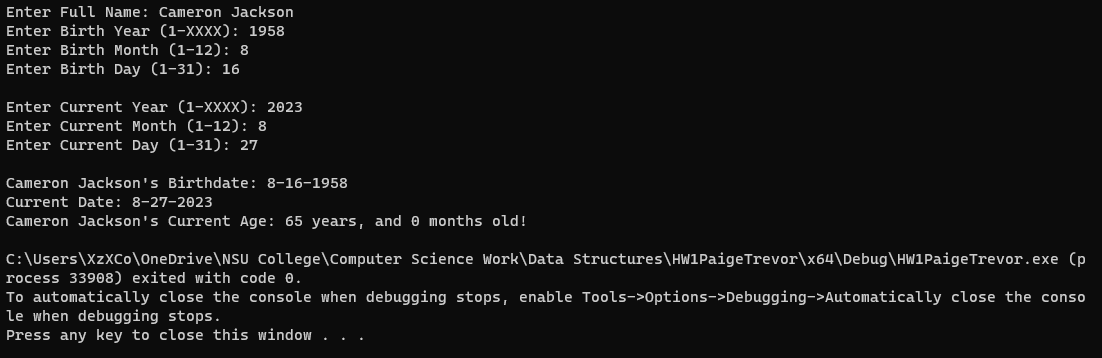 Enter Full Name: Cameron Jackson
Enter Birth Year (1-XXXX): 1958
Enter Birth Month (1-12): 8
Enter Birth Day (1-31): 16

Enter Current Year (1-XXXX): 2023
Enter Current Month (1-12): 8
Enter Current Day (1-31): 27

Cameron Jackson's Birthdate: 8-16-1958
Current Date: 8-27-2023
Cameron Jackson's Current Age: 65 years, and 0 months old!

C:\Users\XzXCo\OneDrive\NSU College\Computer Science Work\Data Structures\HW1PaigeTrevor\x64\Debug\HW1PaigeTrevor.exe (p
rocess 33908) exited with code 0.
To automatically close the console when debugging stops, enable Tools->Options->Debugging->Automatically close the conso
le when debugging stops.
Press any key to close this window . . .